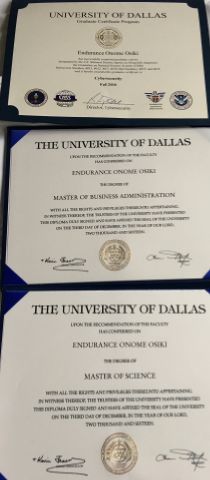 UNIVERSITY OF DALLAS
Graduate Certificate Program
Endurance Onome Osiki
Cybersecurity
Fall 2016
Director, Cybersecurity
THE UNIVERSITY OF DALLAS
UPON THE RECOMMENDATION OF THE FACULTY
HAS CONFERRED ON
ENDURANCE ONOME OSIKI
THE DEGREE OF
MASTER OF BUSINESS ADMINISTRATION
WITH ALL THE RIGHTS AND PRIVILEGES THEREUNTO APPERTAINING.
IN WITNESS THEREOF, THE TRUSTEES OF THE UNIVERSITY HAVE PRESENTED
THIS DIPLOMA DULY SIGNED AND HAVE AFFIXED THE SEAL OF THE UNIVERSITY
ON THE THIRD DAY OF DECEMBER, IN THE YEAR OF OUR LORD,
TWO THOUSAND AND SIXTEEN.
THE UNIVERSITY OF DALLAS
UPON THE RECOMMENDATION OF THE FACULTY
HAS CONFERRED ON
ENDURANCE ONOME OSIKI
THE DEGREE OF
MASTER OF SCIENCE
WITH ALL THE RIGHTS AND PRIVILEGES THEREUNTO APPERTAINING.
IN WITNESS THEREOF, THE TRUSTEES OF THE UNIVERSITY HAVE PRESENTED
THIS DIPLOMA DULY SIGNED AND HAVE AFFIXED THE SEAL OF THE UNIVERSITY
ON THE THIRD DAY OF DECEMBER, IN THE YEAR OF OUR LORD,
TWO THOUSAND AND SIXTEEN.